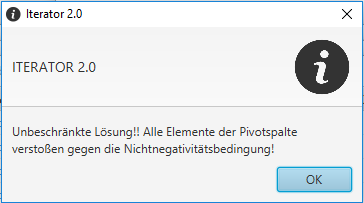 Iterator 2.0
ITERATOR 2.0
Unbeschränkte Lösung!! Alle Elemente der Pivotspalte
verstoßen gegen die Nichtnegativitätsbedingung!
OK